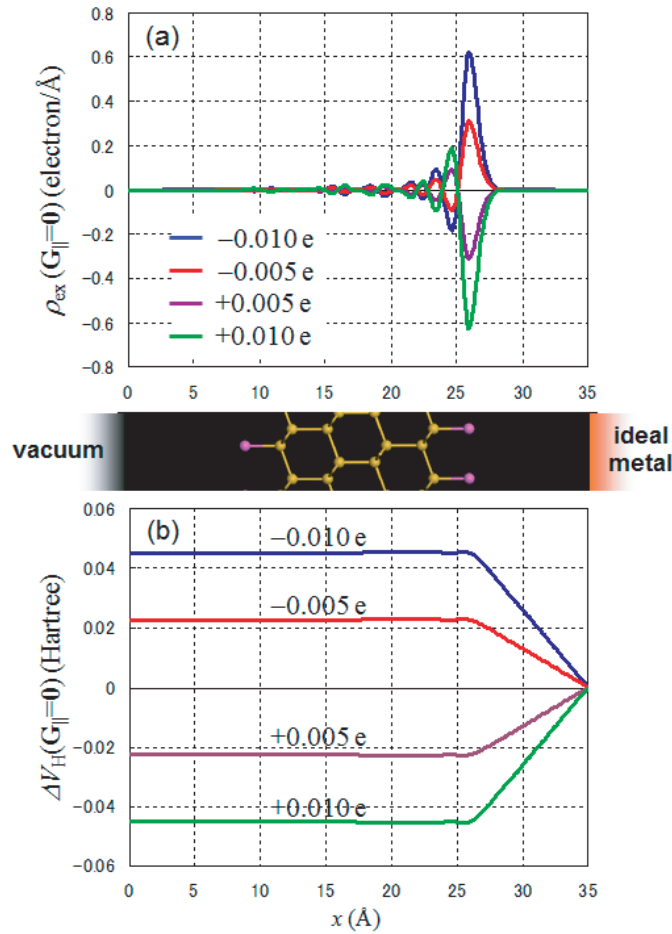 (a)
ρex (G||=0) (electron/Å)
0.8
0.6
0.4
0.2
0
−0.2
−0.4
−0.6
−0.8
−0.010 e
−0.005 e
+0.005 e
+0.010 e
0 5 10 15 20 25 30 35
vacuum
ideal
metal
(b)
ΔVH(G||=0) (Hartree)
0.06
0.04
0.02
0
−0.02
−0.04
−0.06
−0.010 e
−0.005 e
+0.005 e
+0.010 e
0 5 10 15 20 25 30 35
x (Å)